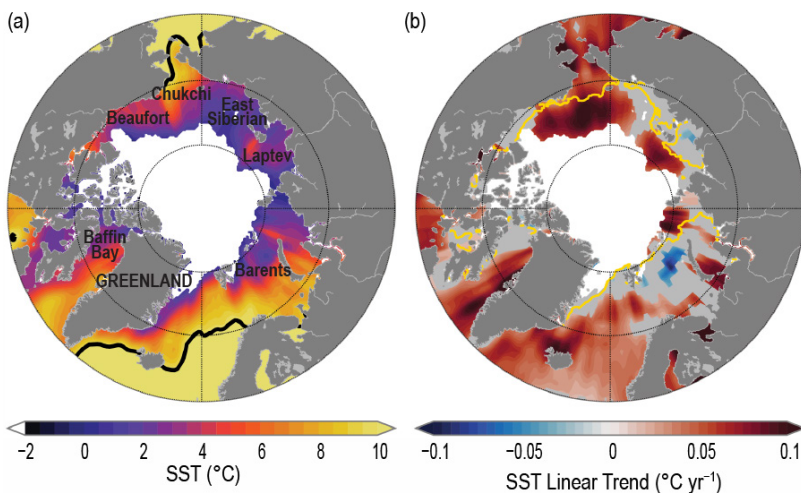 (a)
Chukchi
Beaufort
East
Siberian
Laptev
Baffin
Bay
GREENLAND
Barents
−2 0 2 4 6 8 10
SST (°C)
(b)
−0.1 −0.05 0 0.05 0.1
SST Linear Trend (°C yr⁻¹)